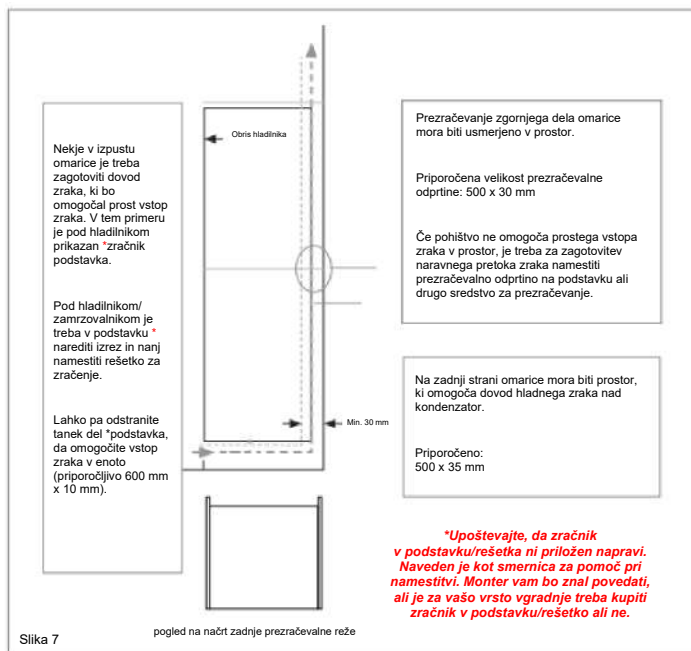 Nekje v izpustu
omarice je treba
zagotoviti dovod
zraka, ki bo
omogočal prost vstop
zraka. V tem primeru
je pod hladilnikom
prikazan *zračnik
podstavka.
Pod hladilnikom/
zamrzovalnikom je
treba v podstavku *
narediti izrez in nanj
namestiti rešetko za
zračenje.
Lahko pa odstranite
tanek del *podstavka,
da omogočite vstop
zraka v enoto
(priporočljivo 600 mm
x 10 mm).
Obris hladilnika
Min. 30 mm
Prezračevanje zgornjega dela omarice
mora biti usmerjeno v prostor.
Priporočena velikost prezračevalne
odprtine: 500 x 30 mm
Če pohištvo ne omogoča prostega vstopa
zraka v prostor, je treba za zagotovitev
naravnega pretoka zraka namestiti
prezračevalno odprtino na podstavku ali
drugo sredstvo za prezračevanje.
Na zadnji strani omarice mora biti prostor,
ki omogoča dovod hladnega zraka nad
kondenzator.
Priporočeno:
500 x 35 mm
*Upoštevajte, da zračnik
v podstavku/rešetka ni priložen napravi.
Naveden je kot smernica za pomoč pri
namestitvi. Monter vam bo znal povedati,
ali je za vašo vrsto vgradnje treba kupiti
zračnik v podstavku/rešetko ali ne.
pogled na načrt zadnje prezračevalne reže
Slika 7